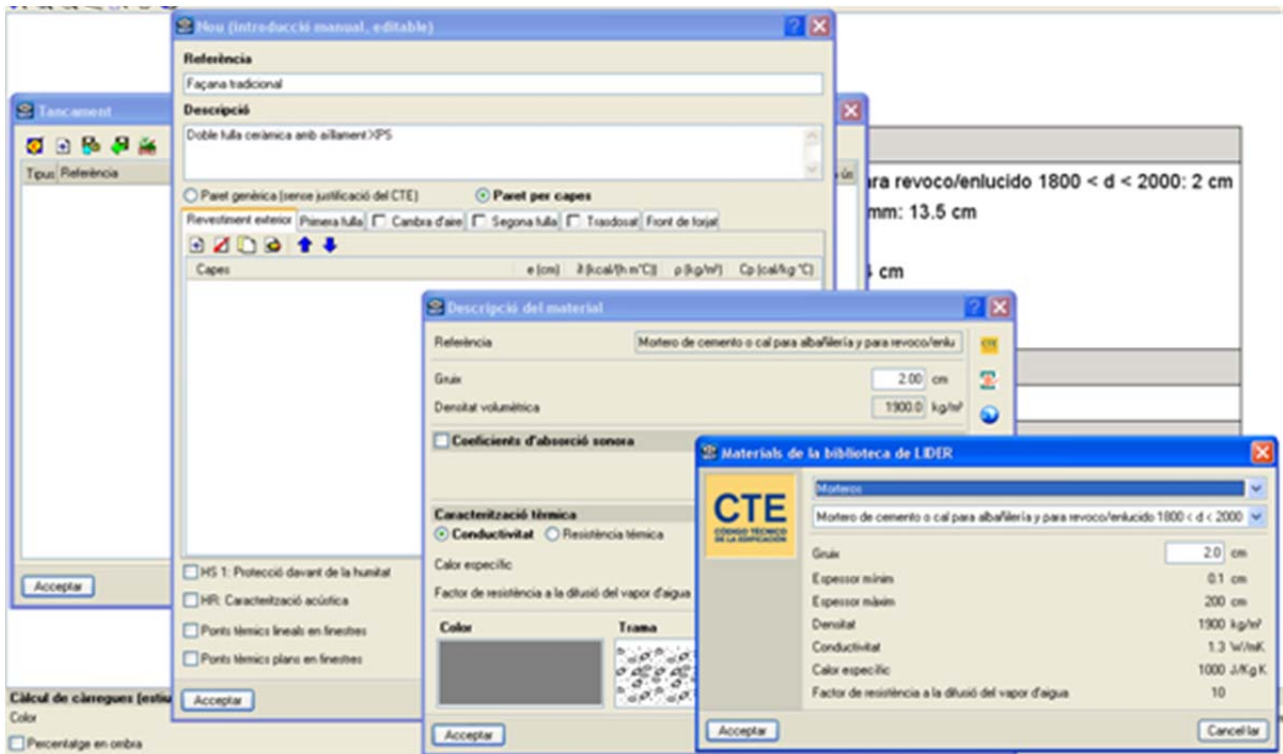 Nou (introducció manual, editable)
Referència
Façana tradicional
Descripció
Doble fulla ceràmica amb aïllament XPS
Paret genèrica (sense justificació del CTE) Paret per capes
Revestiment exterior Primera fulla Cambra d'aire Segona fulla Trasdosat Front de forjat
Capes e (cm) λ (kcal/(h m°C)) ρ (kg/m³) Cp (cal/kg °C)
HS 1: Protecció davant de la humitat
HR: Caracterització acústica
Ponts tèrmics lineals en finestres
Ponts tèrmics plans en finestres
Acceptar
Tancament
Tipus Referència
Acceptar
ús
ra revoco/enlucido 1800 < d < 2000: 2 cm
mm: 13.5 cm
cm
Descripció del material
Referència Mortero de cemento o cal para albañilería y para revoco/enlu
CTE
Gruix 2.00 cm
Densitat volumètrica 1900.0 kg/m³
Coeficients d'absorció sonora
Caracterització tèrmica
Conductivitat Resistència tèrmica
Calor específic
Factor de resistència a la difusió del vapor d'aigua
Color Trama
Acceptar
Materials de la biblioteca de LIDER
CTE
CÓDIGO TÉCNICO
DE LA EDIFICACIÓN
Morteros
Mortero de cemento o cal para albañilería y para revoco/enlucido 1800 < d < 2000
Gruix 2.0 cm
Espessor mínim 0.1 cm
Espessor màxim 200 cm
Densitat 1900 kg/m³
Conductivitat 1.3 W/mK
Calor específic 1000 J/Kg K
Factor de resistència a la difusió del vapor d'aigua 10
Acceptar Cancel·lar
Càlcul de càrregues (estiu
Color
Percentatge en ombra